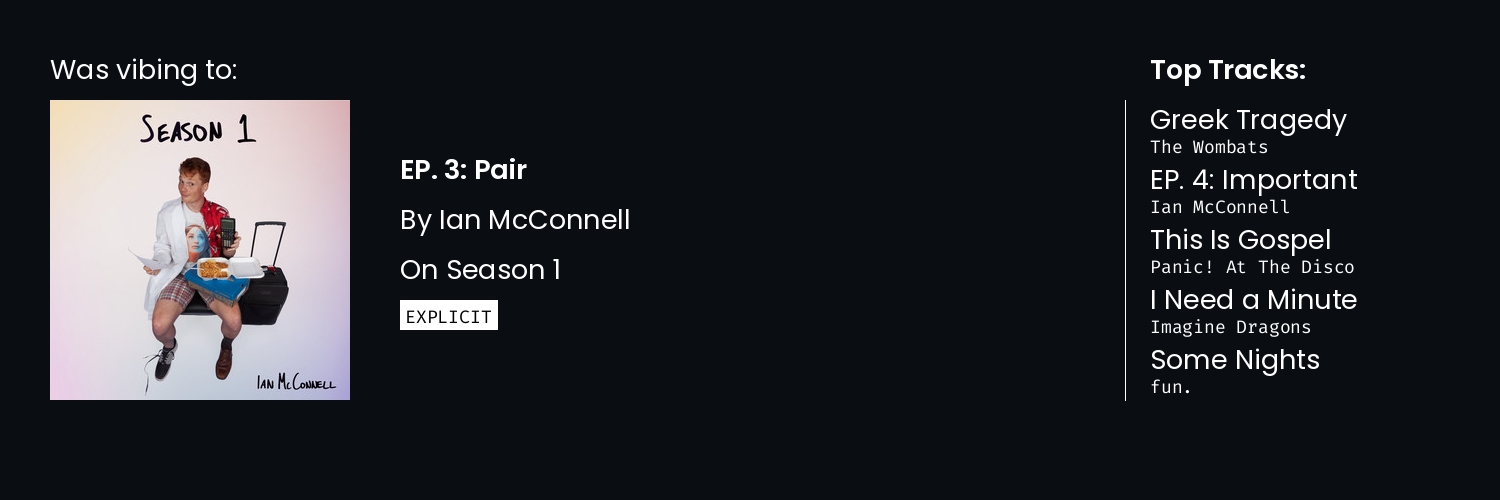 Was vibing to:
SEASON 1
IAN McCONNELL
EP. 3: Pair
By Ian McConnell
On Season 1
EXPLICIT
Top Tracks:
Greek Tragedy
The Wombats
EP. 4: Important
Ian McConnell
This Is Gospel
Panic! At The Disco
I Need a Minute
Imagine Dragons
Some Nights
fun.